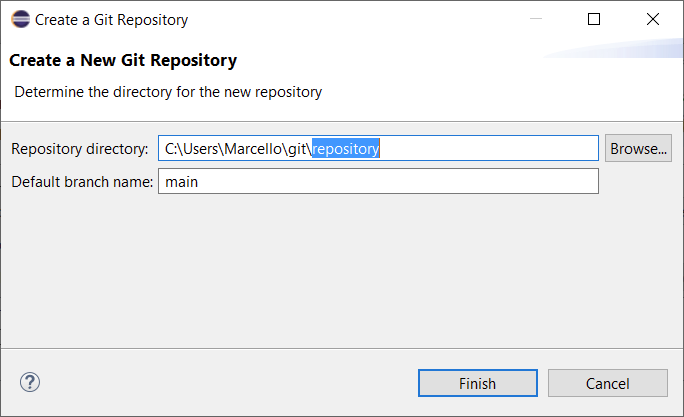 Create a Git Repository
Create a New Git Repository
Determine the directory for the new repository
Repository directory: C:\Users\Marcello\git\repository Browse...
Default branch name: main
? Finish Cancel